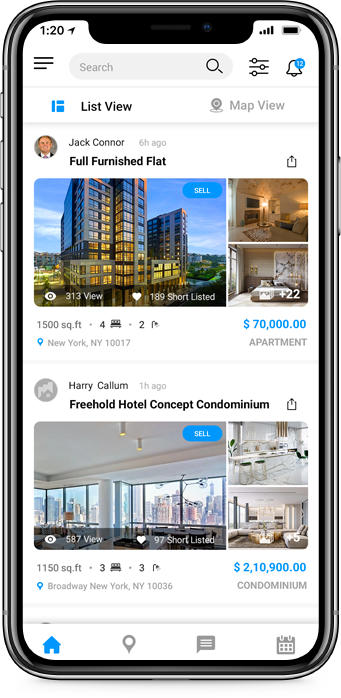 1:20
Search
12
List View
Map View
Jack Connor 6h ago
Full Furnished Flat
SELL
313 View
189 Short Listed
+22
1500 sq.ft • 4 • 2
$ 70,000.00
New York, NY 10017
APARTMENT
Harry Callum 1h ago
Freehold Hotel Concept Condominium
SELL
587 View
97 Short Listed
+5
1150 sq.ft • 3 • 3
$ 2,10,900.00
Broadway New York, NY 10036
CONDOMINIUM